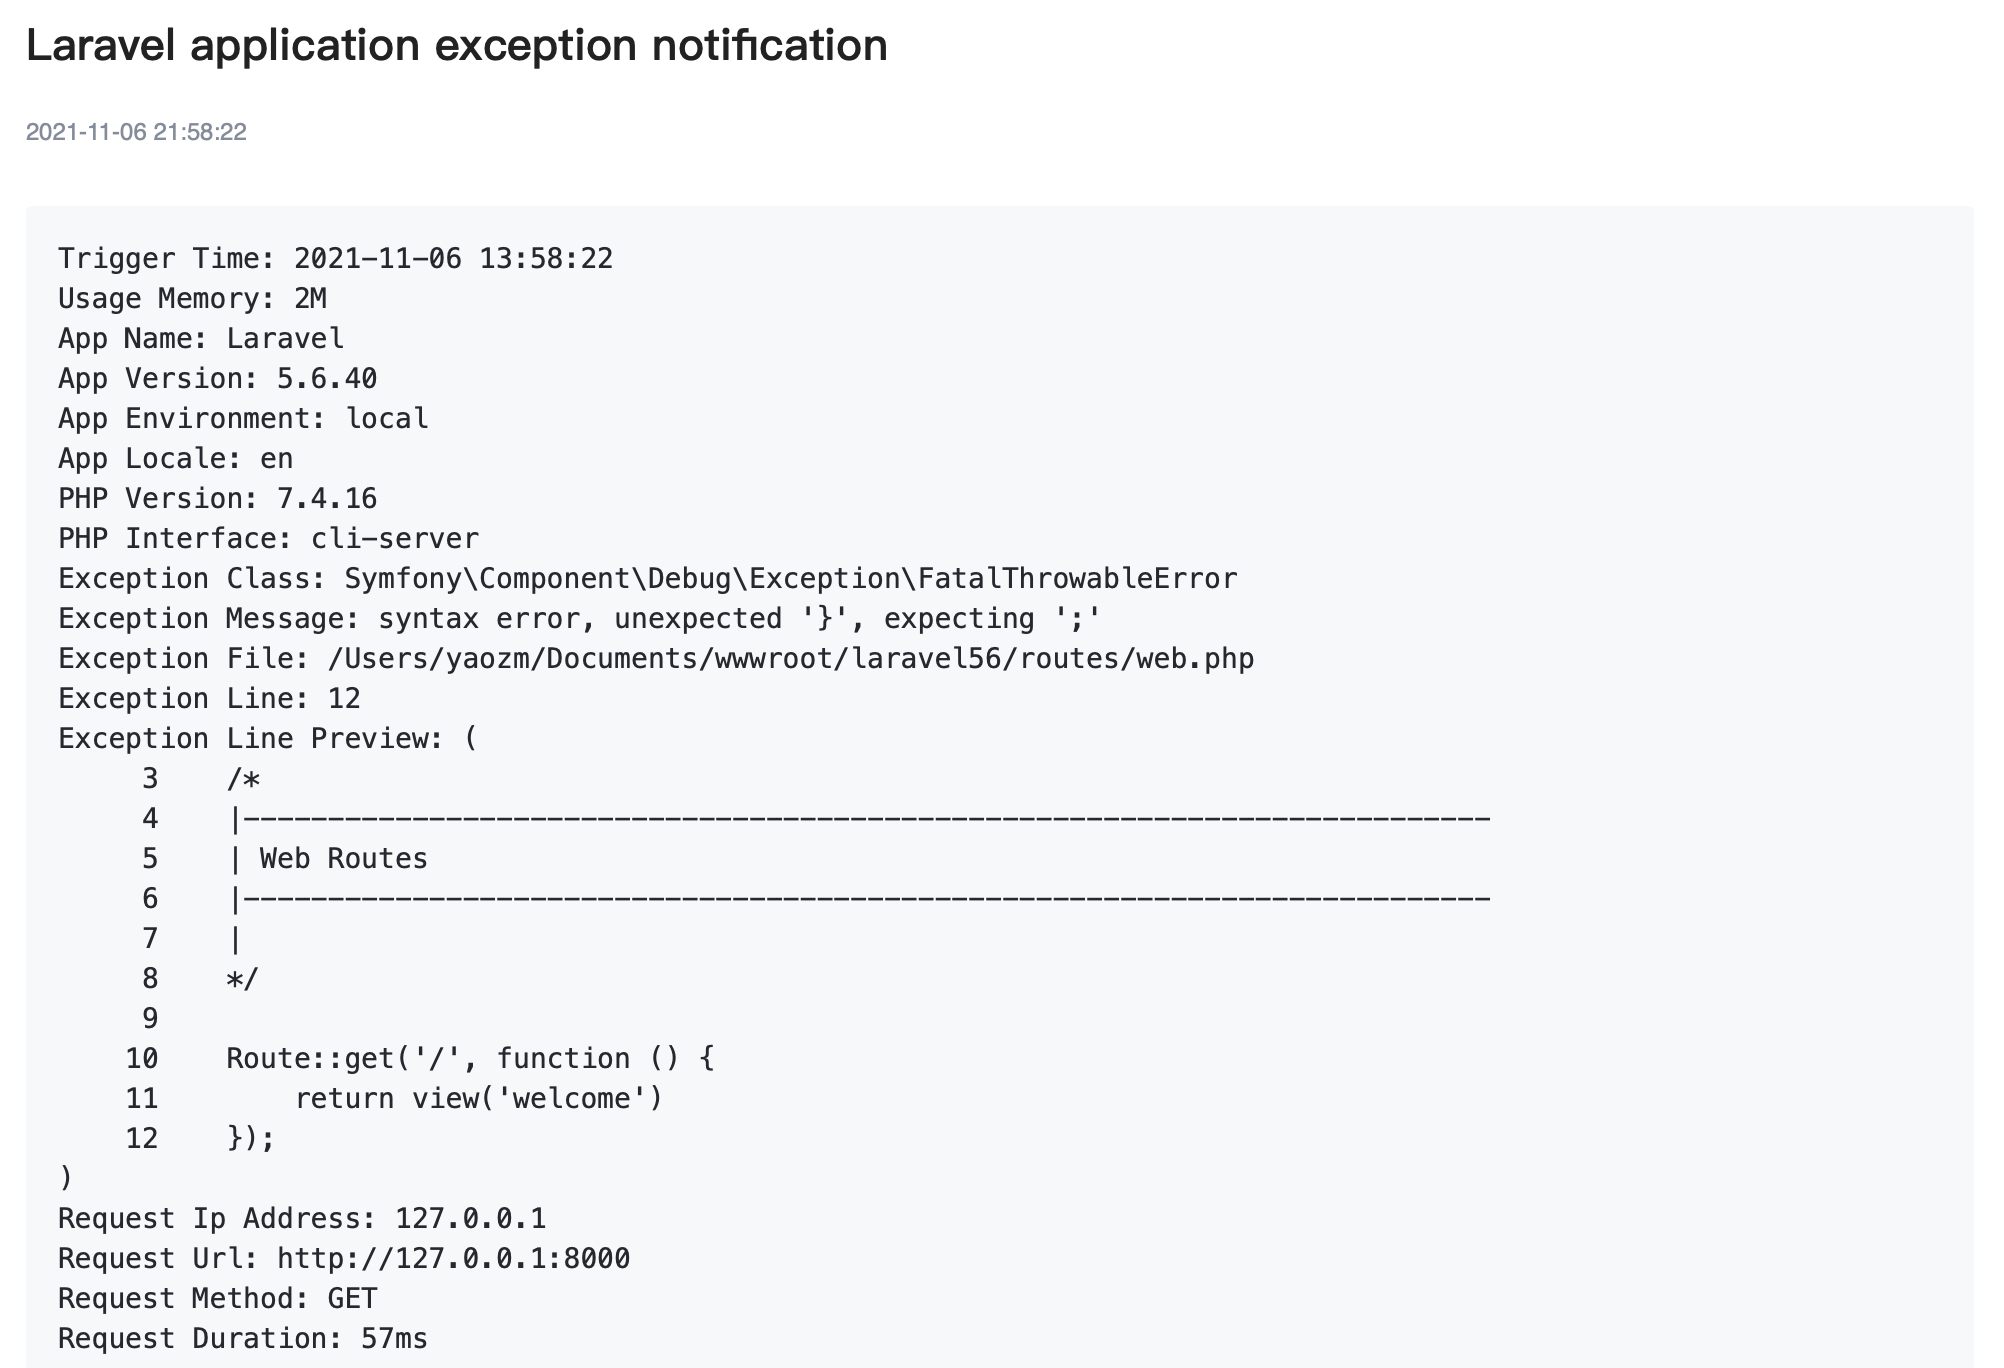 Laravel application exception notification
2021-11-06 21:58:22
Trigger Time: 2021-11-06 13:58:22
Usage Memory: 2M
App Name: Laravel
App Version: 5.6.40
App Environment: local
App Locale: en
PHP Version: 7.4.16
PHP Interface: cli-server
Exception Class: Symfony\Component\Debug\Exception\FatalThrowableError
Exception Message: syntax error, unexpected '}', expecting ';'
Exception File: /Users/yaozm/Documents/wwwroot/laravel56/routes/web.php
Exception Line: 12
Exception Line Preview: (
     3    /*
     4    |--------------------------------------------------------------------------
     5    | Web Routes
     6    |--------------------------------------------------------------------------
     7    |
     8    */
     9
    10    Route::get('/', function () {
    11        return view('welcome')
    12    });
)
Request Ip Address: 127.0.0.1
Request Url: http://127.0.0.1:8000
Request Method: GET
Request Duration: 57ms